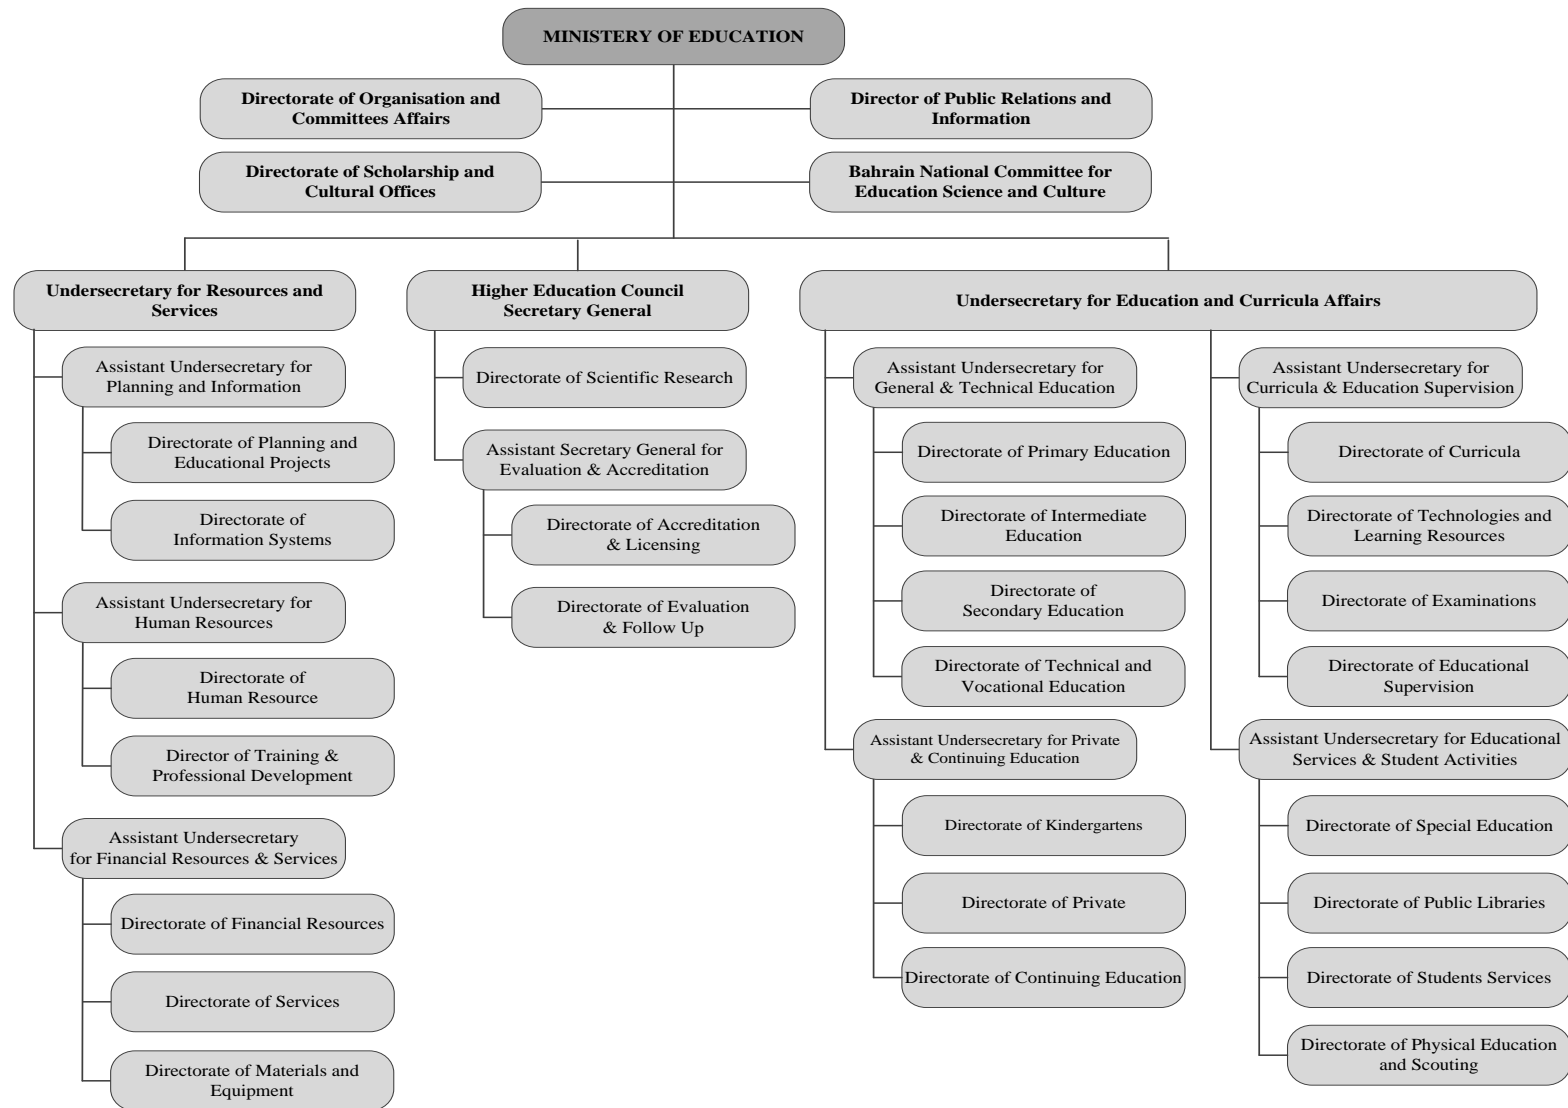 MINISTERY OF EDUCATION
Directorate of Organisation and
Committees Affairs
Director of Public Relations and
Information
Directorate of Scholarship and
Cultural Offices
Bahrain National Committee for
Education Science and Culture
Undersecretary for Resources and
Services
Assistant Undersecretary for
Planning and Information
Directorate of Planning and
Educational Projects
Directorate of
Information Systems
Assistant Undersecretary for
Human Resources
Directorate of
Human Resource
Director of Training &
Professional Development
Assistant Undersecretary
for Financial Resources & Services
Directorate of Financial Resources
Directorate of Services
Directorate of Materials and
Equipment
Higher Education Council
Secretary General
Directorate of Scientific Research
Assistant Secretary General for
Evaluation & Accreditation
Directorate of Accreditation
& Licensing
Directorate of Evaluation
& Follow Up
Undersecretary for Education and Curricula Affairs
Assistant Undersecretary for
General & Technical Education
Directorate of Primary Education
Directorate of Intermediate
Education
Directorate of
Secondary Education
Directorate of Technical and
Vocational Education
Assistant Undersecretary for Private
& Continuing Education
Directorate of Kindergartens
Directorate of Private
Directorate of Continuing Education
Assistant Undersecretary for
Curricula & Education Supervision
Directorate of Curricula
Directorate of Technologies and
Learning Resources
Directorate of Examinations
Directorate of Educational
Supervision
Assistant Undersecretary for Educational
Services & Student Activities
Directorate of Special Education
Directorate of Public Libraries
Directorate of Students Services
Directorate of Physical Education
and Scouting